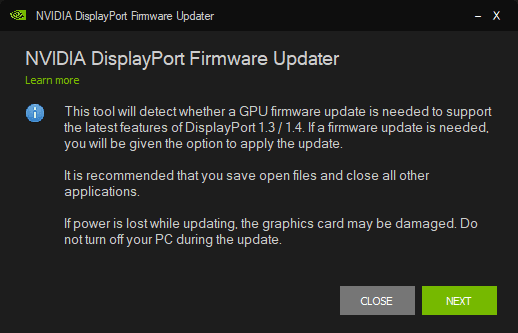 NVIDIA DisplayPort Firmware Updater
NVIDIA DisplayPort Firmware Updater
Learn more
This tool will detect whether a GPU firmware update is needed to support
the latest features of DisplayPort 1.3 / 1.4. If a firmware update is needed,
you will be given the option to apply the update.
It is recommended that you save open files and close all other
applications.
If power is lost while updating, the graphics card may be damaged. Do
not turn off your PC during the update.
CLOSE
NEXT